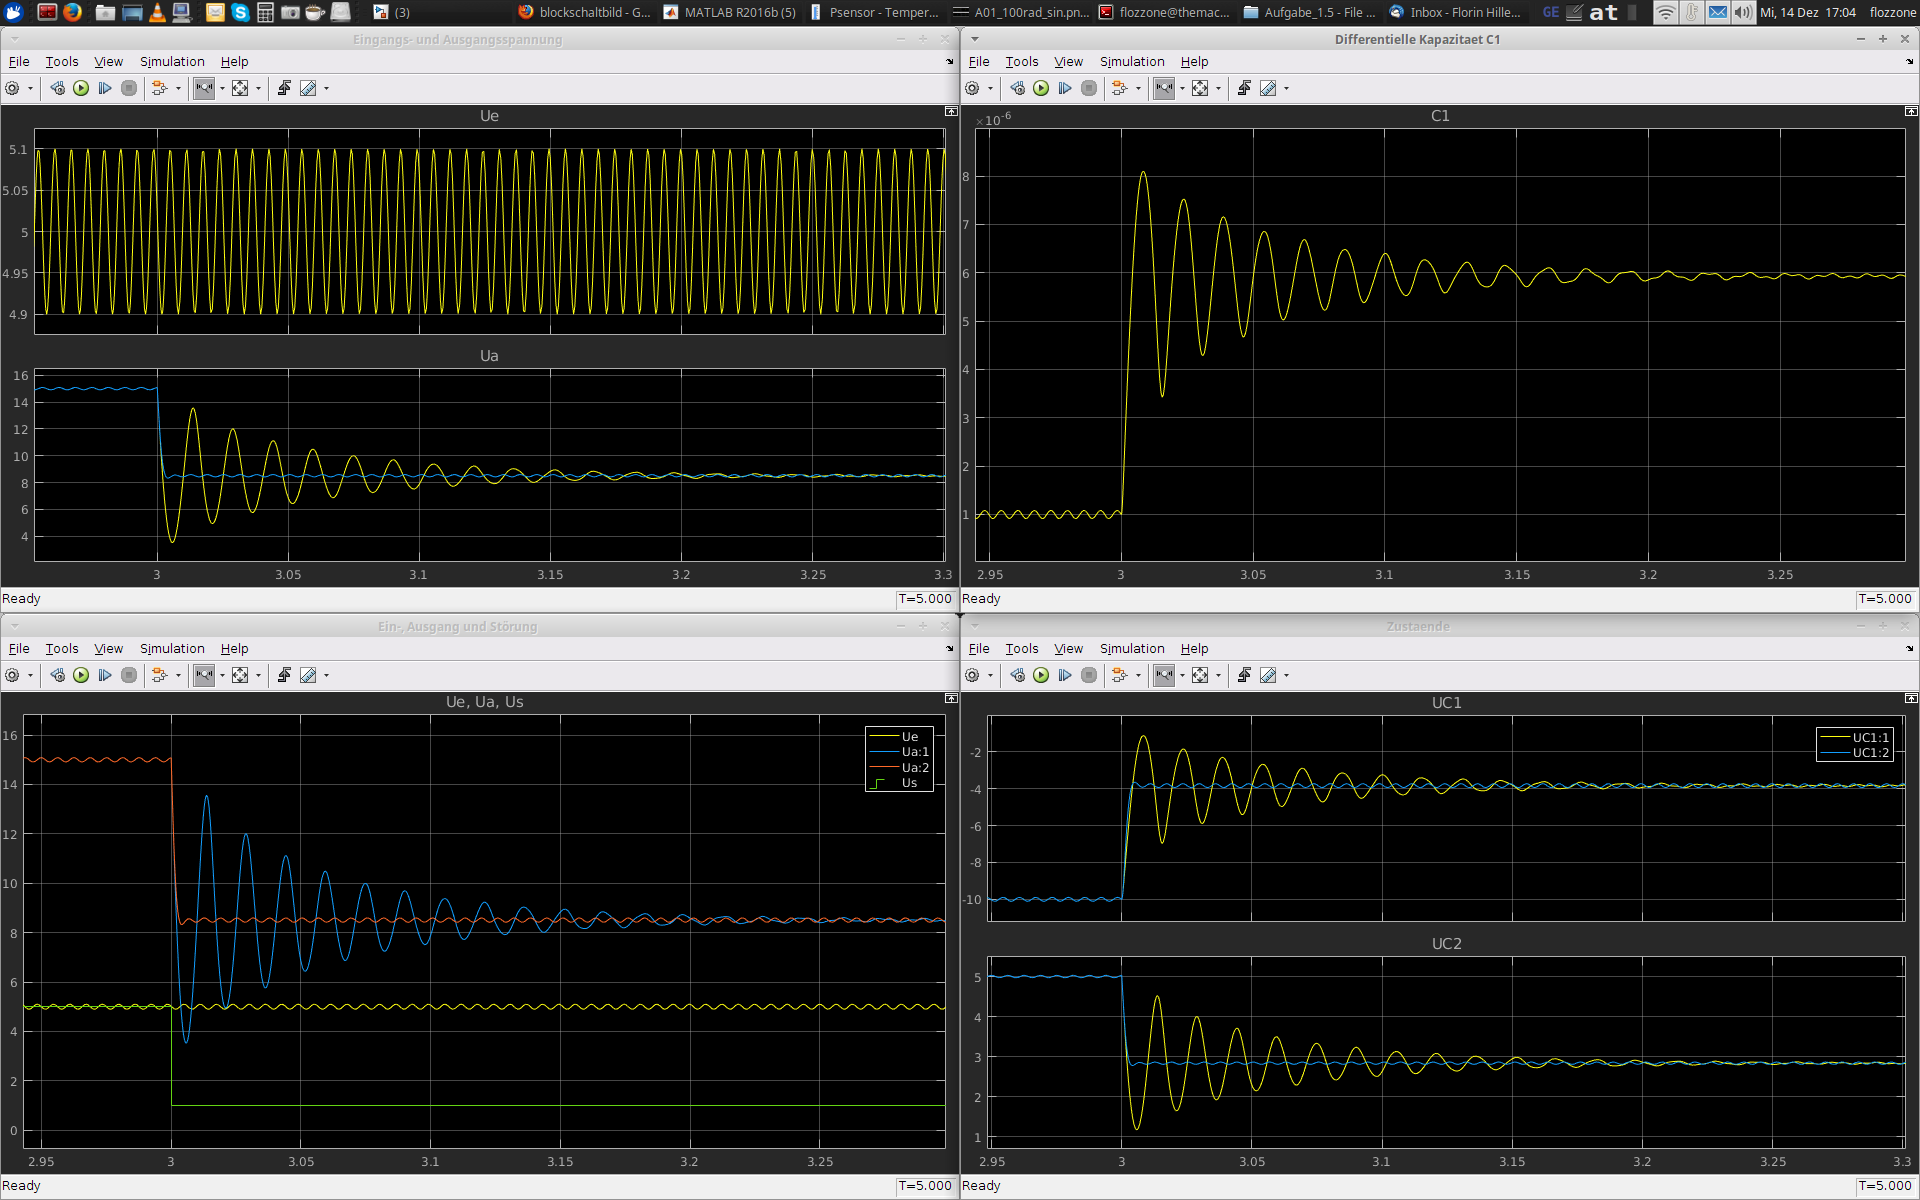 (3) blockschaltbild - G... MATLAB R2016b (5) Psensor - Temper... A01_100rad_sin.pn... flozzone@themac... Aufgabe_1.5 - File ... Inbox - Florin Hille... GE at Mi, 14 Dez 17:04 flozzone
Eingangs- und Ausgangsspannung
File Tools View Simulation Help
Ue
5.1
5.05
5
4.95
4.9
Ua
16
14
12
10
8
6
4
3 3.05 3.1 3.15 3.2 3.25 3.3
Ready T=5.000
Differentielle Kapazitaet C1
File Tools View Simulation Help
×10-6
C1
8
7
6
5
4
3
2
1
2.95 3 3.05 3.1 3.15 3.2 3.25
Ready T=5.000
Ein-, Ausgang und Störung
File Tools View Simulation Help
Ue, Ua, Us
Ue
Ua:1
Ua:2
Us
16
14
12
10
8
6
4
2
0
2.95 3 3.05 3.1 3.15 3.2 3.25
Ready T=5.000
Zustaende
File Tools View Simulation Help
UC1
UC1:1
UC1:2
-2
-4
-6
-8
-10
UC2
5
4
3
2
1
2.95 3 3.05 3.1 3.15 3.2 3.25 3.3
Ready T=5.000